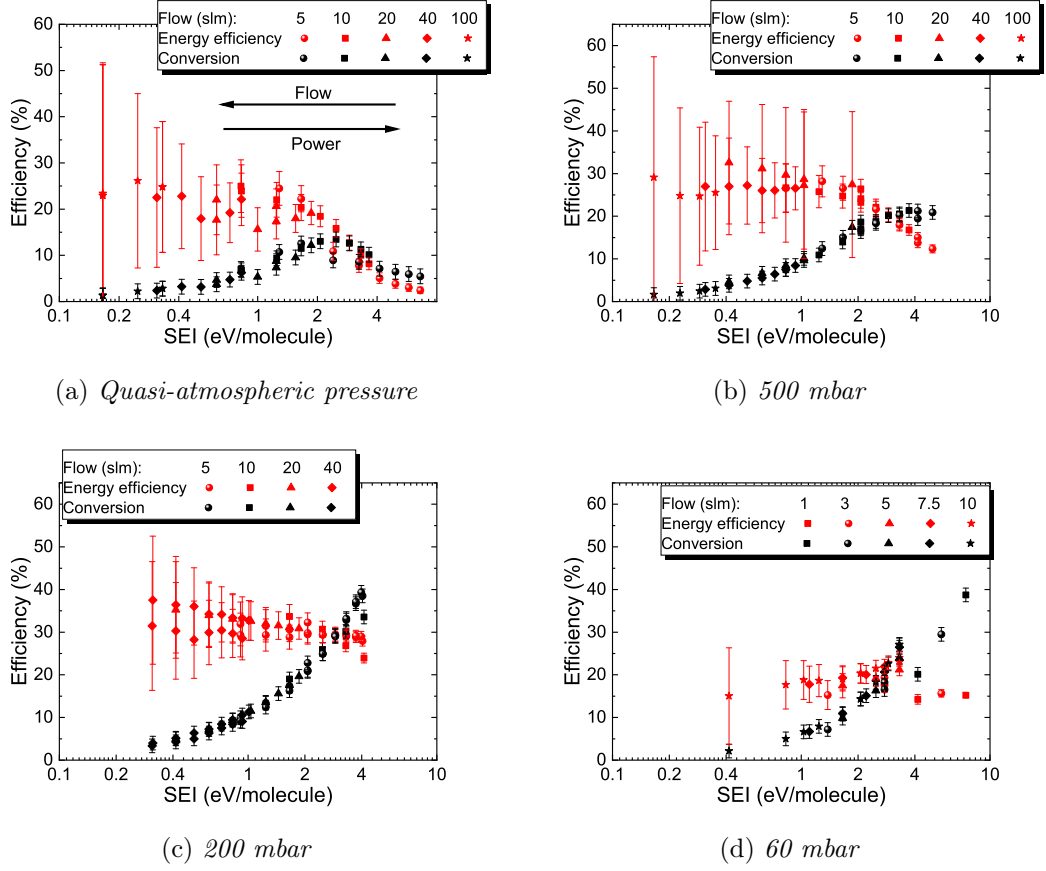 Flow (slm): 5 10 20 40 100
Energy efficiency
Conversion
Flow
Power
Efficiency (%)
60
50
40
30
20
10
0
0.1 0.2 0.4 1 2 4
SEI (eV/molecule)
(a) Quasi-atmospheric pressure
Flow (slm): 5 10 20 40 100
Energy efficiency
Conversion
Efficiency (%)
60
50
40
30
20
10
0
0.1 0.2 0.4 1 2 4 10
SEI (eV/molecule)
(b) 500 mbar
Flow (slm): 5 10 20 40
Energy efficiency
Conversion
Efficiency (%)
60
50
40
30
20
10
0
0.1 0.2 0.4 1 2 4 10
SEI (eV/molecule)
(c) 200 mbar
Flow (slm): 1 3 5 7.5 10
Energy efficiency
Conversion
Efficiency (%)
60
50
40
30
20
10
0
0.1 0.2 0.4 1 2 4 10
SEI (eV/molecule)
(d) 60 mbar